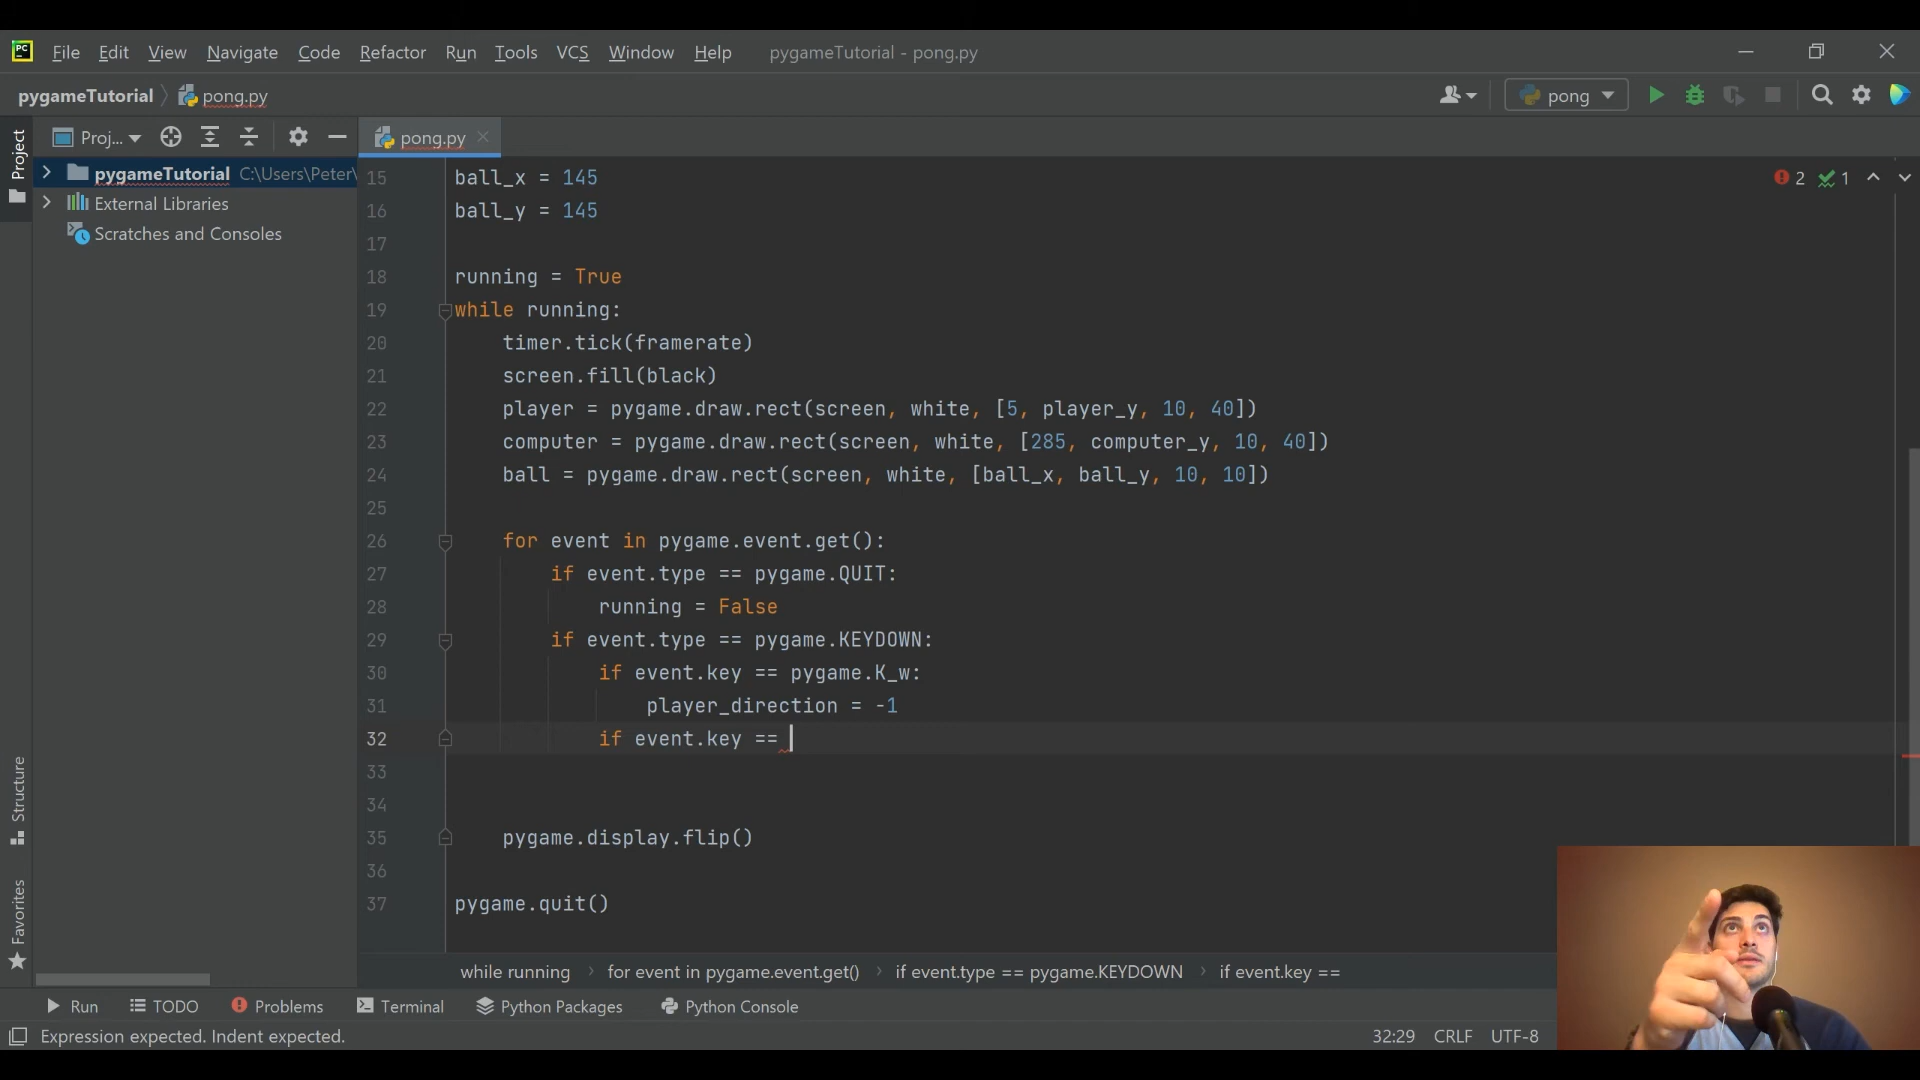 PC File Edit View Navigate Code Refactor Run Tools VCS Window Help pygameTutorial - pong.py
pygameTutorial pong.py pong
Project
Proj... pong.py
pygameTutorial C:\Users\Peter\
External Libraries
Scratches and Consoles
2 1
15 ball_x = 145
16 ball_y = 145
17
18 running = True
19 while running:
20     timer.tick(framerate)
21     screen.fill(black)
22     player = pygame.draw.rect(screen, white, [5, player_y, 10, 40])
23     computer = pygame.draw.rect(screen, white, [285, computer_y, 10, 40])
24     ball = pygame.draw.rect(screen, white, [ball_x, ball_y, 10, 10])
25
26     for event in pygame.event.get():
27         if event.type == pygame.QUIT:
28             running = False
29         if event.type == pygame.KEYDOWN:
30             if event.key == pygame.K_w:
31                 player_direction = -1
32             if event.key ==
33
34
35     pygame.display.flip()
36
37 pygame.quit()
Structure
Favorites
while running › for event in pygame.event.get() › if event.type == pygame.KEYDOWN › if event.key ==
Run TODO Problems Terminal Python Packages Python Console
Expression expected. Indent expected. 32:29 CRLF UTF-8